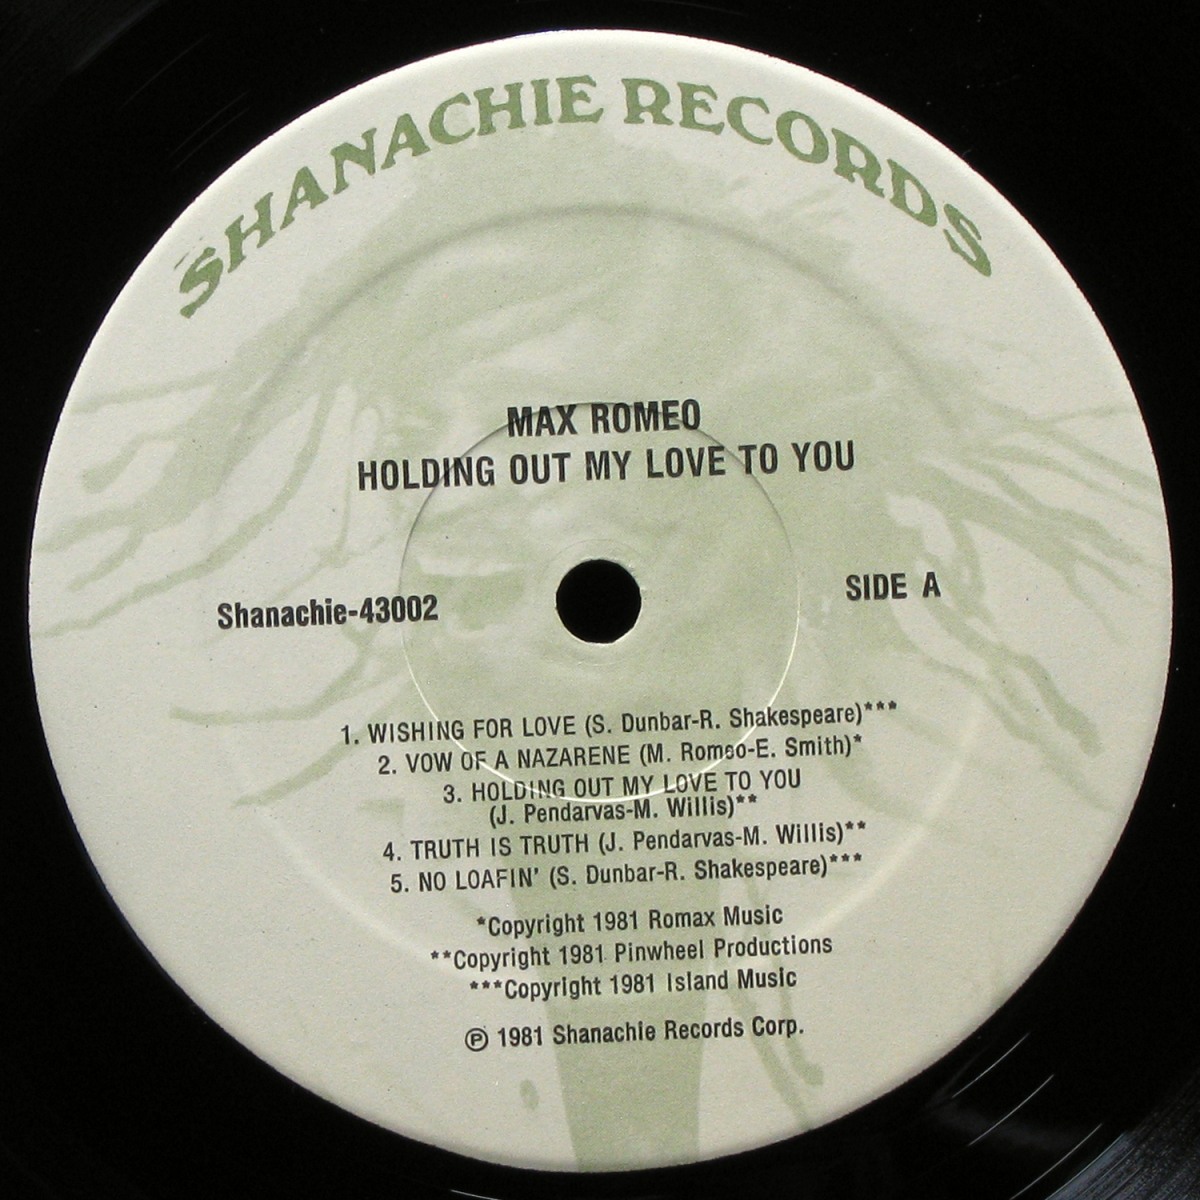 SHANACHIE RECORDS
MAX ROMEO
HOLDING OUT MY LOVE TO YOU
Shanachie-43002
SIDE A
1. WISHING FOR LOVE (S. Dunbar-R. Shakespeare)***
2. VOW OF A NAZARENE (M. Romeo-E. Smith)*
3. HOLDING OUT MY LOVE TO YOU
(J. Pendarvas-M. Willis)**
4. TRUTH IS TRUTH (J. Pendarvas-M. Willis)**
5. NO LOAFIN' (S. Dunbar-R. Shakespeare)***
*Copyright 1981 Romax Music
**Copyright 1981 Pinwheel Productions
***Copyright 1981 Island Music
℗ 1981 Shanachie Records Corp.